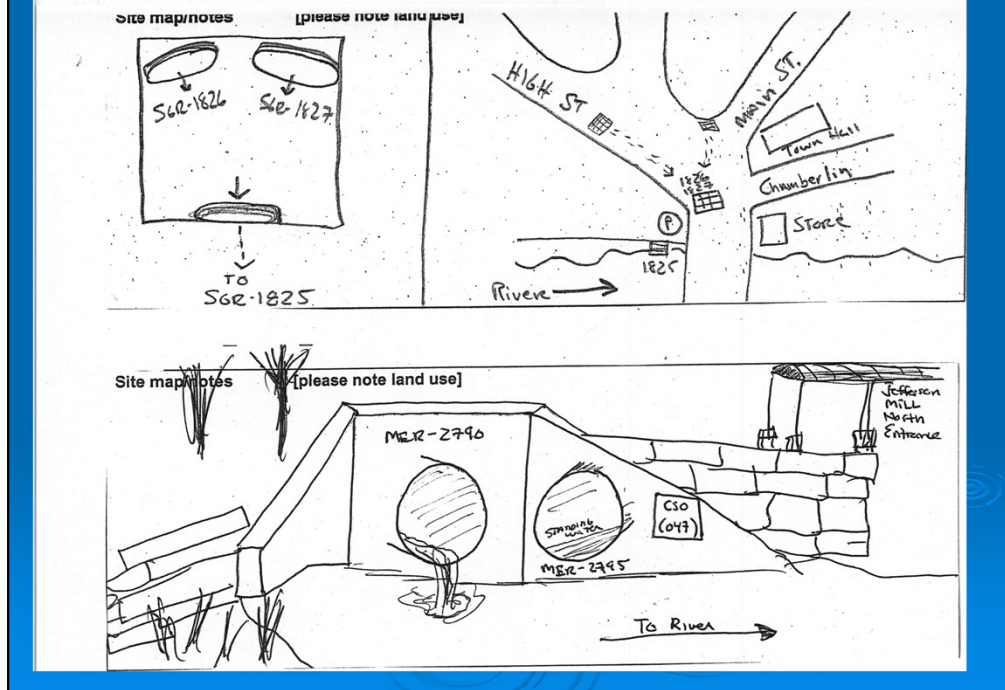 Site map/notes [please note land use]
SGR-1826
SGR-1827
TO
SGR-1825
HIGH ST
MAIN ST.
Town Hall
Chamberlin
STORE
1826
1827
P
1825
Rivere
Site map/notes [please note land use]
MER-2790
STANDING
WATER
MER-2795
CSO
(047)
Jefferson
MILL
North
Entrance
To River